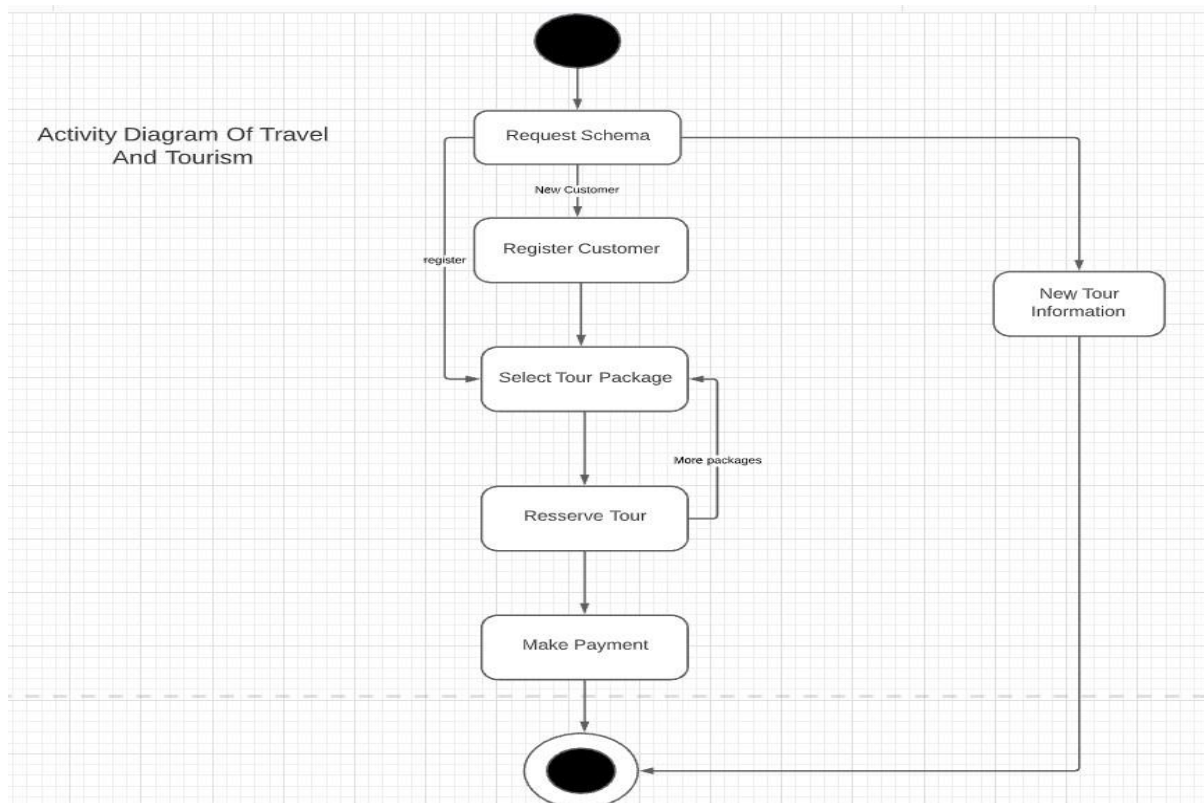 Activity Diagram Of Travel
And Tourism
Request Schema
New Customer
Register Customer
register
New Tour
Information
Select Tour Package
More packages
Resserve Tour
Make Payment